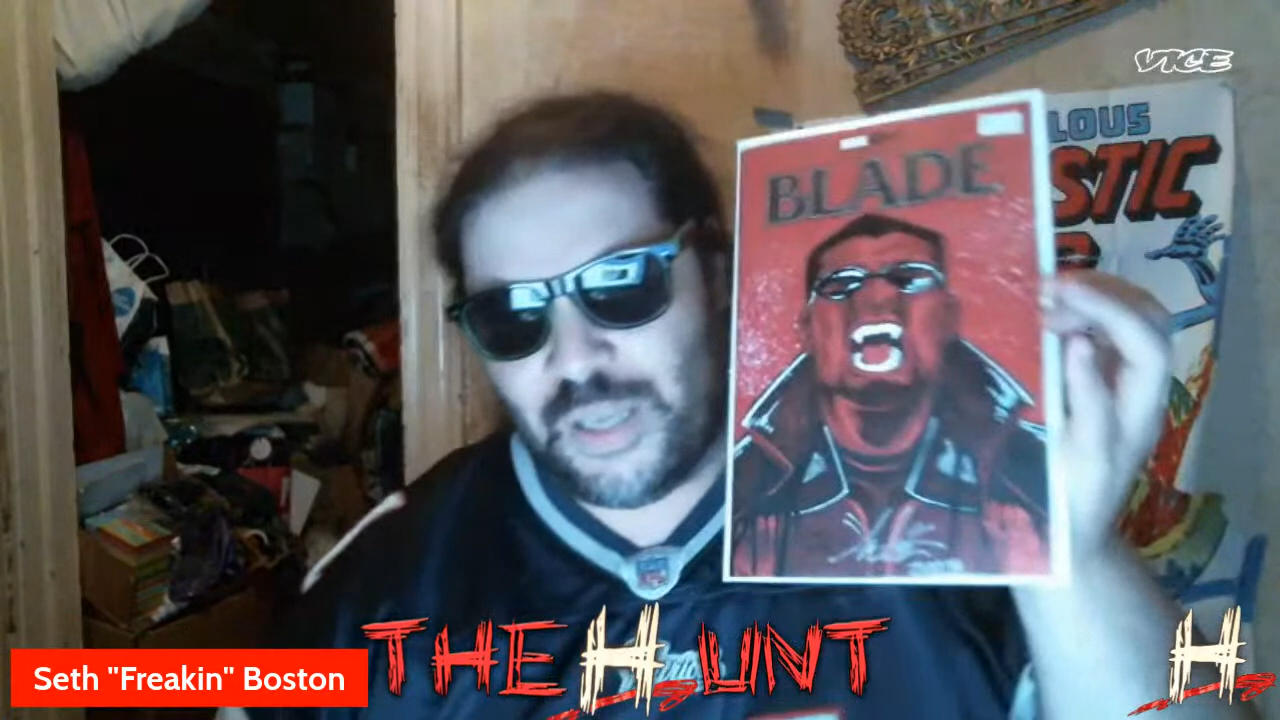 VICE
LOUS
STIC
BLADE
THE HUNT
H
Seth "Freakin" Boston